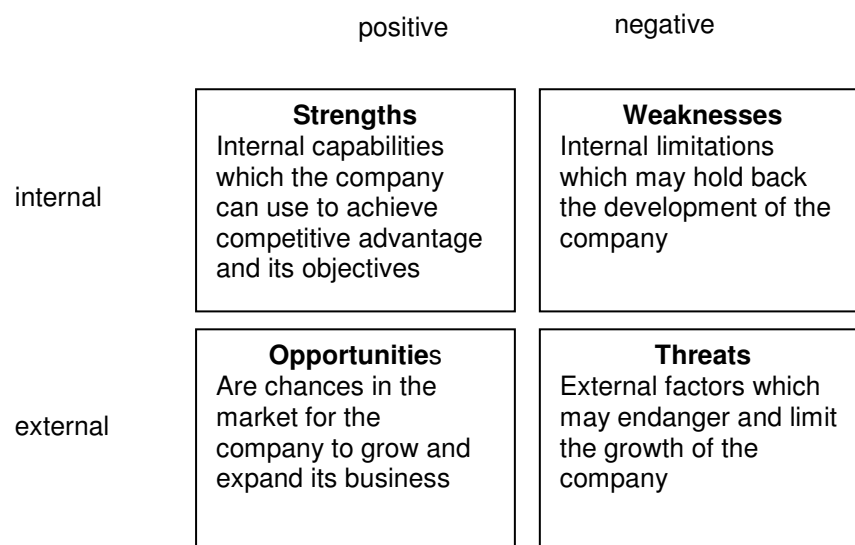 positive negative
internal
Strengths
Internal capabilities
which the company
can use to achieve
competitive advantage
and its objectives
Weaknesses
Internal limitations
which may hold back
the development of the
company
external
Opportunities
Are chances in the
market for the
company to grow and
expand its business
Threats
External factors which
may endanger and limit
the growth of the
company